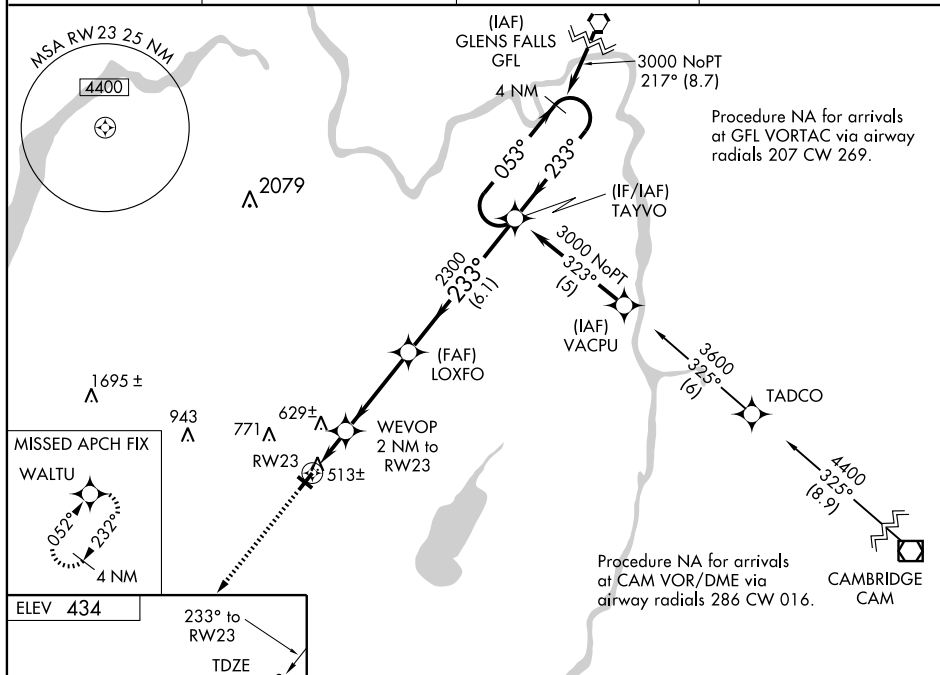 MSA RW 23 25 NM
4400
(IAF)
GLENS FALLS
GFL
3000 NoPT
217° (8.7)
4 NM
Procedure NA for arrivals
at GFL VORTAC via airway
radials 207 CW 269.
053°
233°
2079
(IF/IAF)
TAYVO
3000 NoPT
323°
(5)
2300
233°
(6.1)
(IAF)
VACPU
(FAF)
LOXFO
3600
325°
(6)
TADCO
1695 ±
943
771
629±
WEVOP
2 NM to
RW23
RW23
513±
MISSED APCH FIX
WALTU
052°
232°
4 NM
4400
325°
(8.9)
Procedure NA for arrivals
at CAM VOR/DME via
airway radials 286 CW 016.
CAMBRIDGE
CAM
ELEV 434
233° to
RW23
TDZE